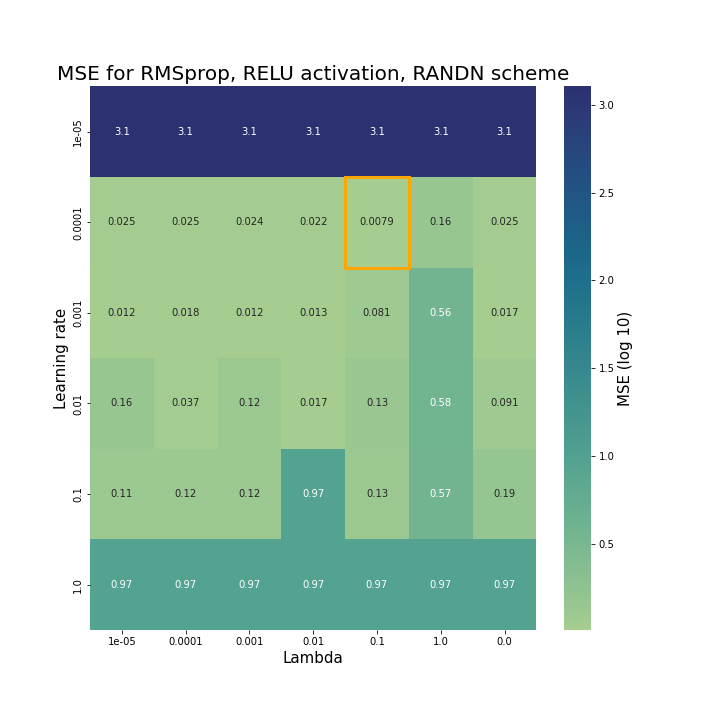 MSE for RMSprop, RELU activation, RANDN scheme
1e-05 3.1 3.1 3.1 3.1 3.1 3.1 3.1
0.0001 0.025 0.025 0.024 0.022 0.0079 0.16 0.025
0.001 0.012 0.018 0.012 0.013 0.081 0.56 0.017
0.01 0.16 0.037 0.12 0.017 0.13 0.58 0.091
0.1 0.11 0.12 0.12 0.97 0.13 0.57 0.19
1.0 0.97 0.97 0.97 0.97 0.97 0.97 0.97
1e-05 0.0001 0.001 0.01 0.1 1.0 0.0
Lambda
Learning rate
3.0
2.5
2.0
1.5
1.0
0.5
MSE (log 10)